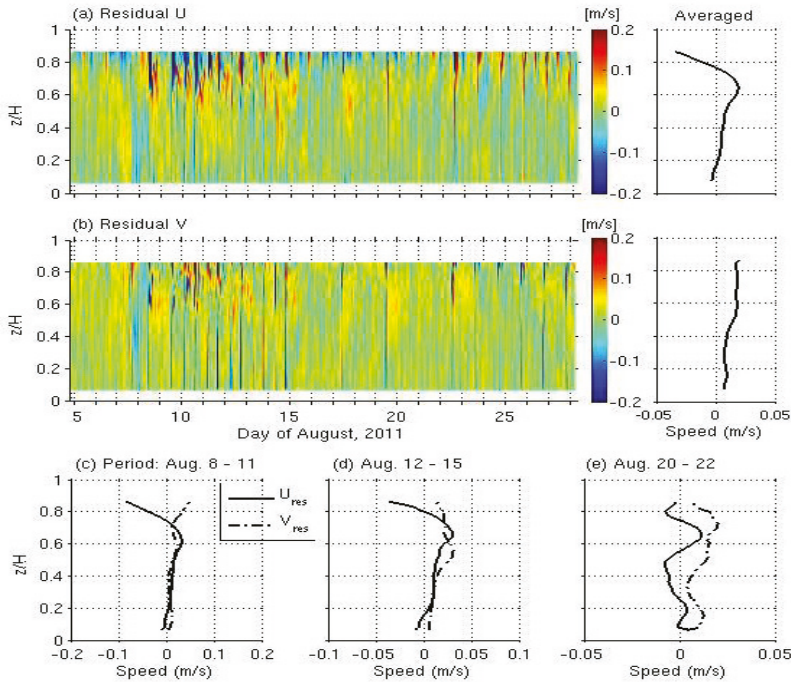 (a) Residual U
[m/s]
Averaged
1
0.8
0.6
0.4
0.2
0
z/H
0.2
0.1
0
-0.1
-0.2
(b) Residual V
[m/s]
1
0.8
0.6
0.4
0.2
0
z/H
0.2
0.1
0
-0.1
-0.2
5 10 15 20 25
Day of August, 2011
-0.05 0 0.05
Speed (m/s)
(c) Period: Aug. 8 - 11
(d) Aug. 12 - 15
(e) Aug. 20 - 22
U res
V res
1
0.8
0.6
0.4
0.2
0
z/H
-0.2 -0.1 0 0.1 0.2
Speed (m/s)
-0.1 -0.05 0 0.05 0.1
Speed (m/s)
-0.05 0 0.05
Speed (m/s)